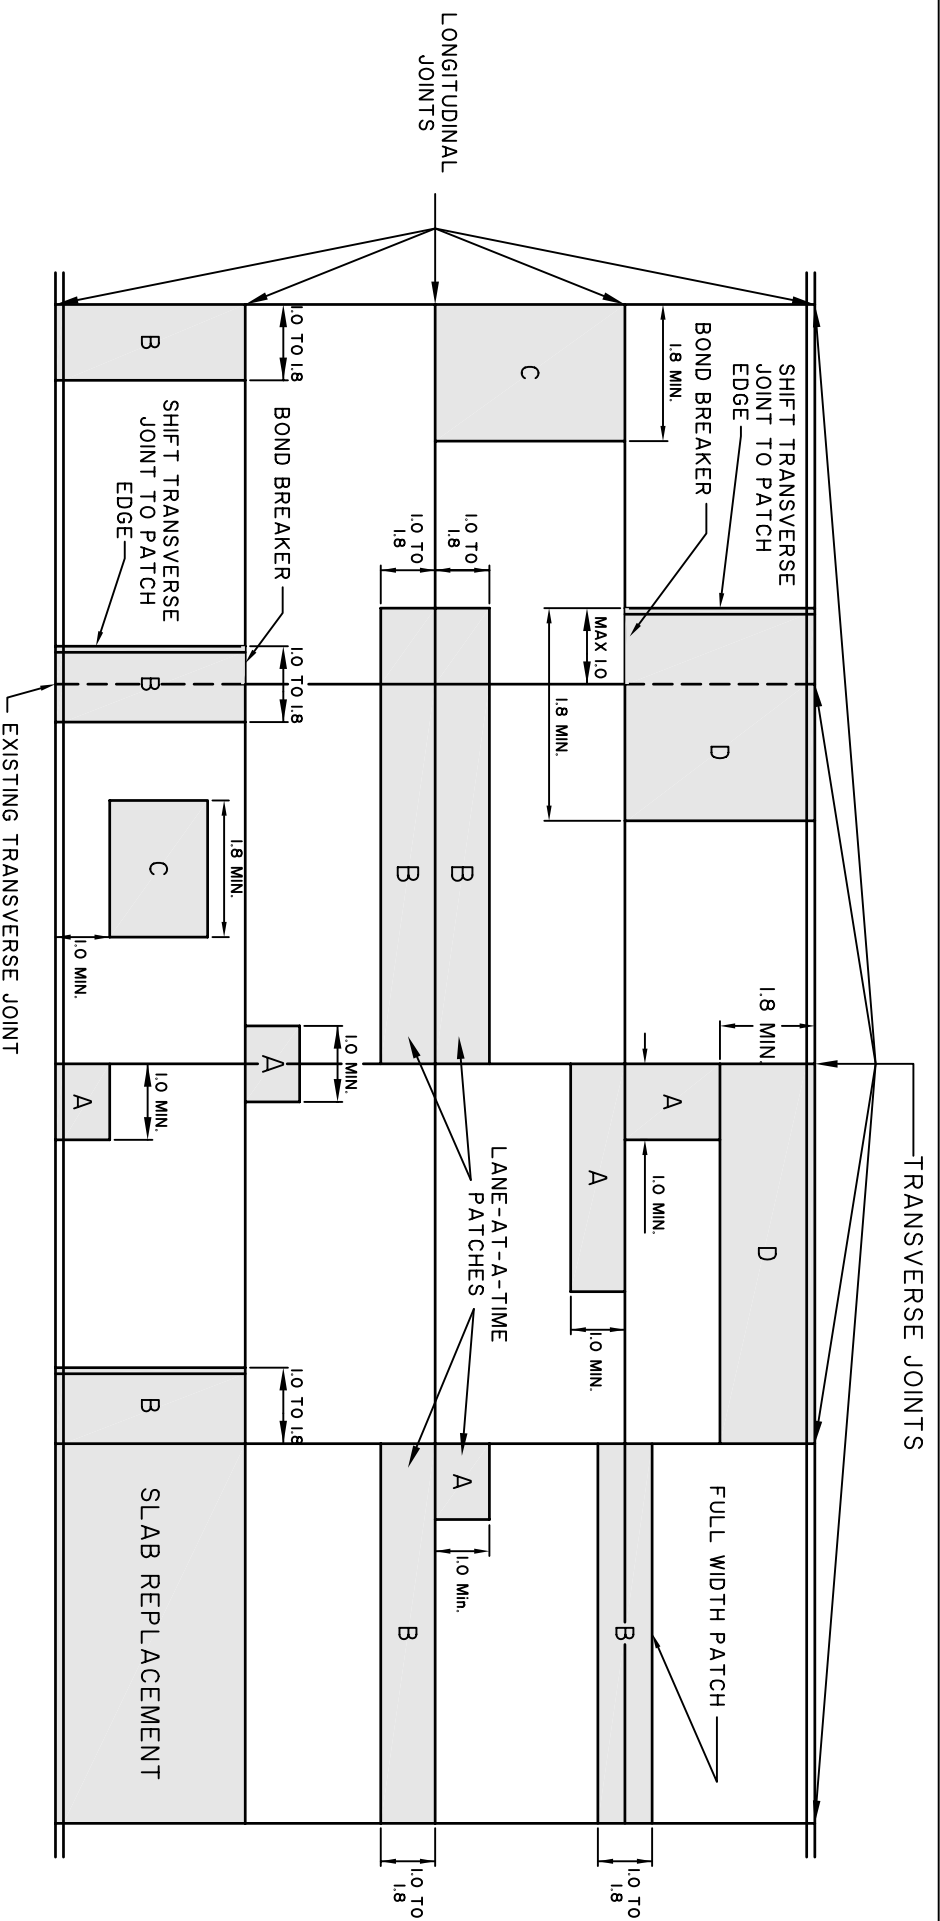 TRANSVERSE JOINTS
LONGITUDINAL
JOINTS
SHIFT TRANSVERSE
JOINT TO PATCH
EDGE
BOND BREAKER
1.8 MIN.
C
MAX 1.0
1.8 MIN.
D
1.8 MIN.
D
A
1.0 MIN.
A
1.0 MIN.
FULL WIDTH PATCH
B
1.0 TO
1.8
1.0 TO
1.8
1.0 TO
1.8
B
B
LANE-AT-A-TIME
PATCHES
A
1.0 Min.
B
1.0 TO
1.8
1.0 TO 1.8
B
BOND BREAKER
SHIFT TRANSVERSE
JOINT TO PATCH
EDGE
1.0 TO 1.8
B
1.8 MIN.
C
1.0 MIN.
1.0 MIN.
A
1.0 MIN.
A
1.0 TO 1.8
B
SLAB REPLACEMENT
EXISTING TRANSVERSE JOINT